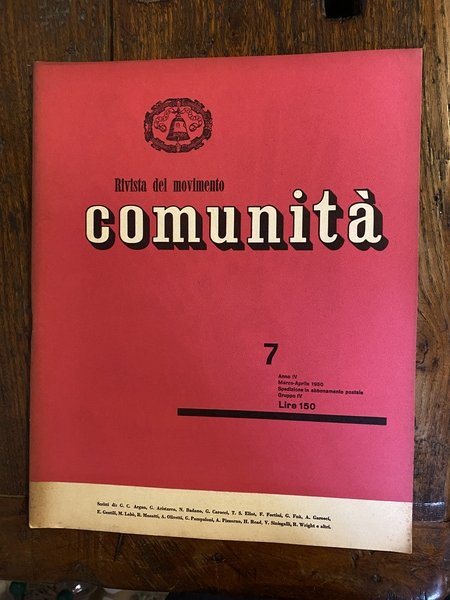 Rivista del movimento
comunità
7
Anno IV
Marzo-Aprile 1950
Spedizione in abbonamento postale
Gruppo IV
Lire 150
Scritti di: G. C. Argan, G. Aristarco, N. Badano, G. Carocci, T. S. Eliot, F. Fortini, G. Fuà, A. Garosci,
E. Gentili, M. Labò, R. Musatti, A. Olivetti, G. Pampaloni, A. Pizzorno, H. Read, V. Sinisgalli, R. Wright e altri.